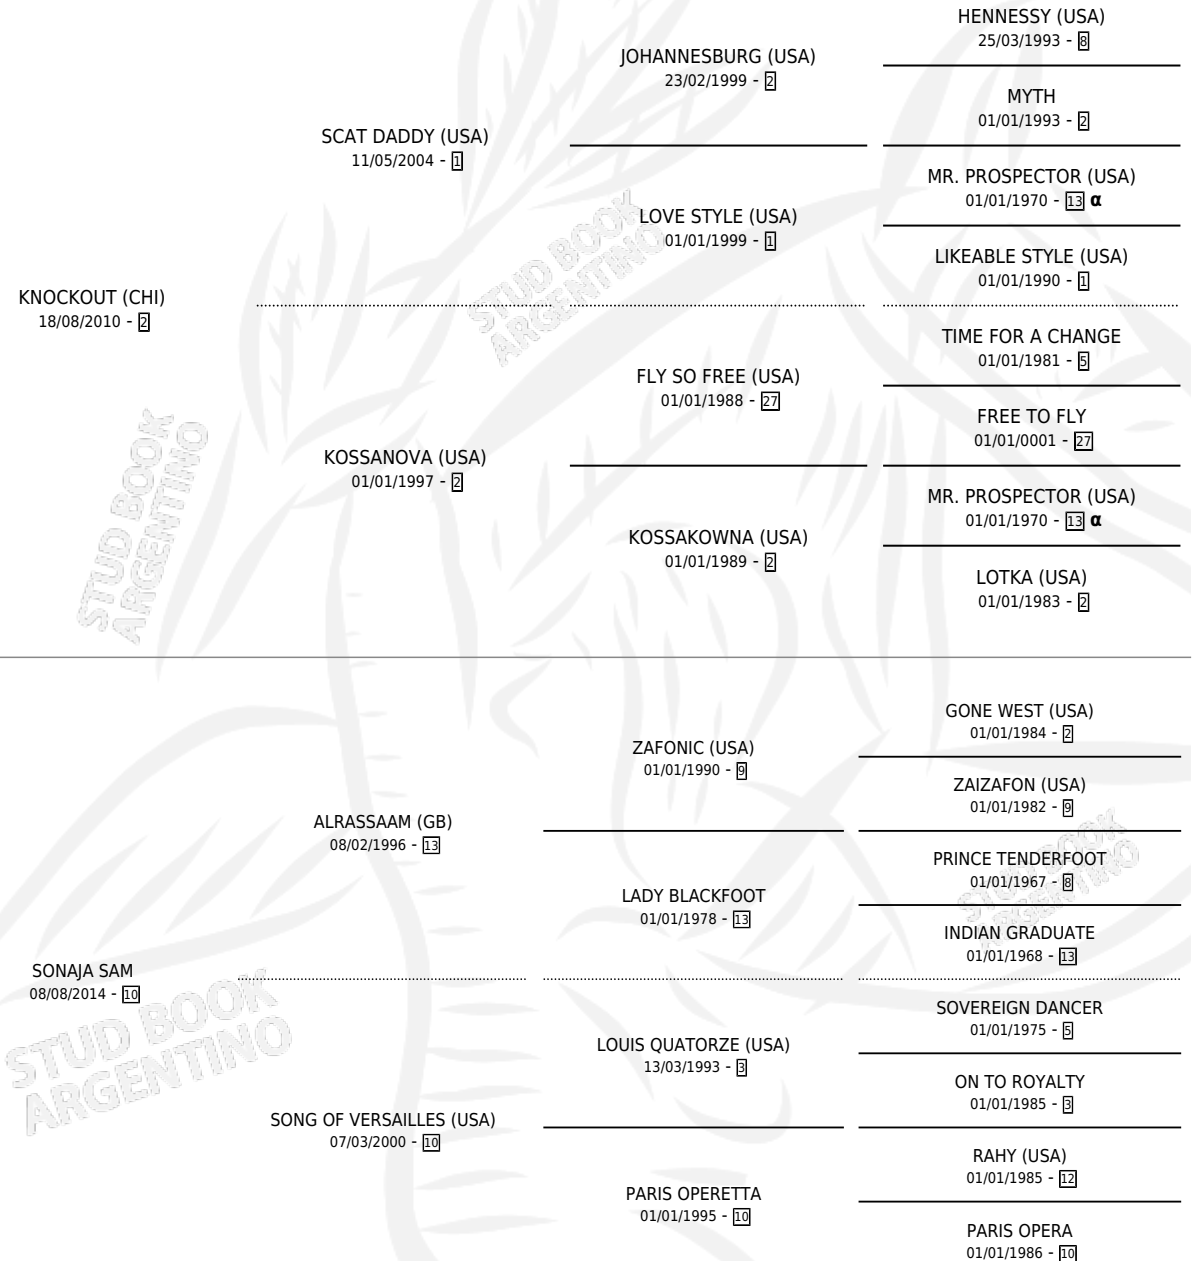 HENNESSY (USA)
25/03/1993 - 8
JOHANNESBURG (USA)
23/02/1999 - 2
MYTH
01/01/1993 - 2
SCAT DADDY (USA)
11/05/2004 - 1
MR. PROSPECTOR (USA)
01/01/1970 - 13 α
LOVE STYLE (USA)
01/01/1999 - 1
LIKEABLE STYLE (USA)
01/01/1990 - 1
KNOCKOUT (CHI)
18/08/2010 - 2
TIME FOR A CHANGE
01/01/1981 - 5
FLY SO FREE (USA)
01/01/1988 - 27
FREE TO FLY
01/01/0001 - 27
KOSSANOVA (USA)
01/01/1997 - 2
MR. PROSPECTOR (USA)
01/01/1970 - 13 α
KOSSAKOWNA (USA)
01/01/1989 - 2
LOTKA (USA)
01/01/1983 - 2
STUD BOOK
ARGENTINO
STUD BOOK
ARGENTINO
GONE WEST (USA)
01/01/1984 - 2
ZAFONIC (USA)
01/01/1990 - 9
ZAIZAFON (USA)
01/01/1982 - 9
ALRASSAAM (GB)
08/02/1996 - 13
PRINCE TENDERFOOT
01/01/1967 - 8
LADY BLACKFOOT
01/01/1978 - 13
INDIAN GRADUATE
01/01/1968 - 13
SONAJA SAM
08/08/2014 - 10
SOVEREIGN DANCER
01/01/1975 - 5
LOUIS QUATORZE (USA)
13/03/1993 - 3
ON TO ROYALTY
01/01/1985 - 3
SONG OF VERSAILLES (USA)
07/03/2000 - 10
RAHY (USA)
01/01/1985 - 12
PARIS OPERETTA
01/01/1995 - 10
PARIS OPERA
01/01/1986 - 10
STUD BOOK
ARGENTINO
STUD BOOK
ARGENTINO